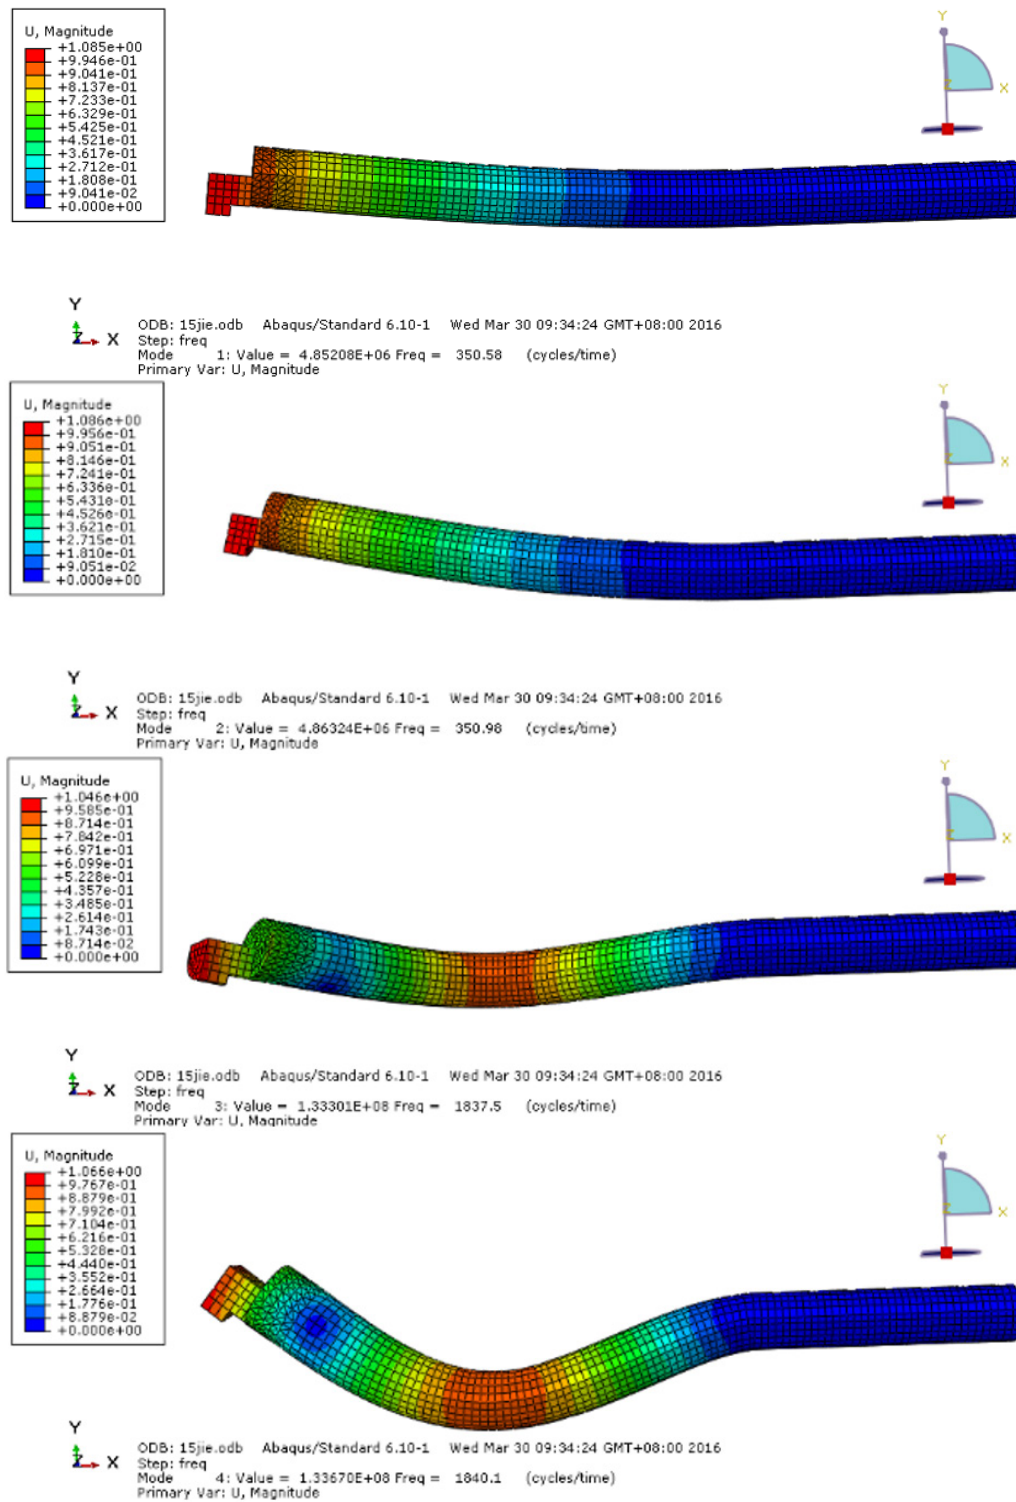 U, Magnitude
+1.085e+00
+9.946e-01
+9.041e-01
+8.137e-01
+7.233e-01
+6.329e-01
+5.425e-01
+4.521e-01
+3.617e-01
+2.712e-01
+1.808e-01
+9.041e-02
+0.000e+00
Y
X
Z
Y
Z X
ODB: 15jie.odb Abaqus/Standard 6.10-1 Wed Mar 30 09:34:24 GMT+08:00 2016
Step: freq
Mode 1: Value = 4.85208E+06 Freq = 350.58 (cycles/time)
Primary Var: U, Magnitude
U, Magnitude
+1.086e+00
+9.956e-01
+9.051e-01
+8.146e-01
+7.241e-01
+6.336e-01
+5.431e-01
+4.526e-01
+3.621e-01
+2.715e-01
+1.810e-01
+9.051e-02
+0.000e+00
Y
X
Z
Y
Z X
ODB: 15jie.odb Abaqus/Standard 6.10-1 Wed Mar 30 09:34:24 GMT+08:00 2016
Step: freq
Mode 2: Value = 4.86324E+06 Freq = 350.98 (cycles/time)
Primary Var: U, Magnitude
U, Magnitude
+1.046e+00
+9.585e-01
+8.714e-01
+7.842e-01
+6.971e-01
+6.099e-01
+5.228e-01
+4.357e-01
+3.485e-01
+2.614e-01
+1.743e-01
+8.714e-02
+0.000e+00
Y
X
Z
Y
Z X
ODB: 15jie.odb Abaqus/Standard 6.10-1 Wed Mar 30 09:34:24 GMT+08:00 2016
Step: freq
Mode 3: Value = 1.33301E+08 Freq = 1837.5 (cycles/time)
Primary Var: U, Magnitude
U, Magnitude
+1.066e+00
+9.767e-01
+8.879e-01
+7.992e-01
+7.104e-01
+6.216e-01
+5.328e-01
+4.440e-01
+3.552e-01
+2.664e-01
+1.776e-01
+8.879e-02
+0.000e+00
Y
X
Z
Y
Z X
ODB: 15jie.odb Abaqus/Standard 6.10-1 Wed Mar 30 09:34:24 GMT+08:00 2016
Step: freq
Mode 4: Value = 1.33670E+08 Freq = 1840.1 (cycles/time)
Primary Var: U, Magnitude